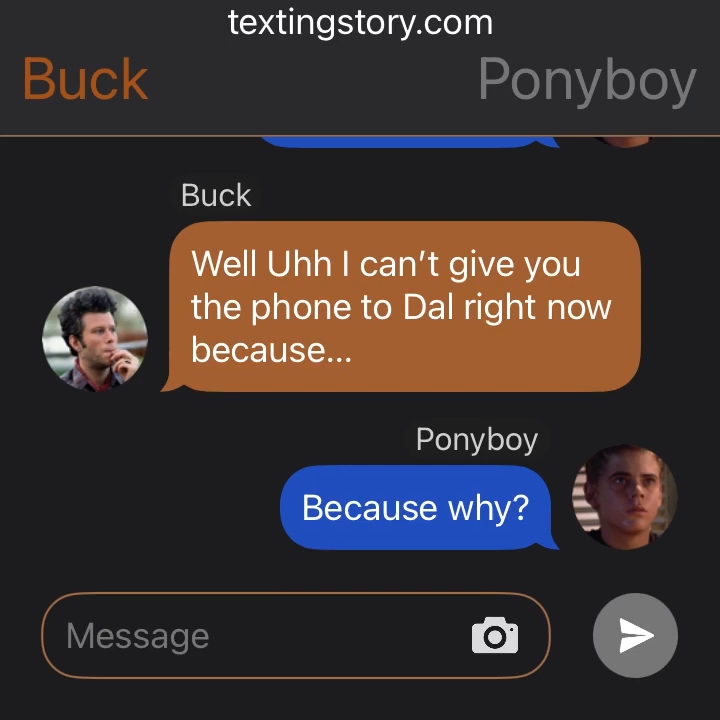 textingstory.com
Buck
Ponyboy
Buck
Well Uhh I can’t give you
the phone to Dal right now
because...
Ponyboy
Because why?
Message